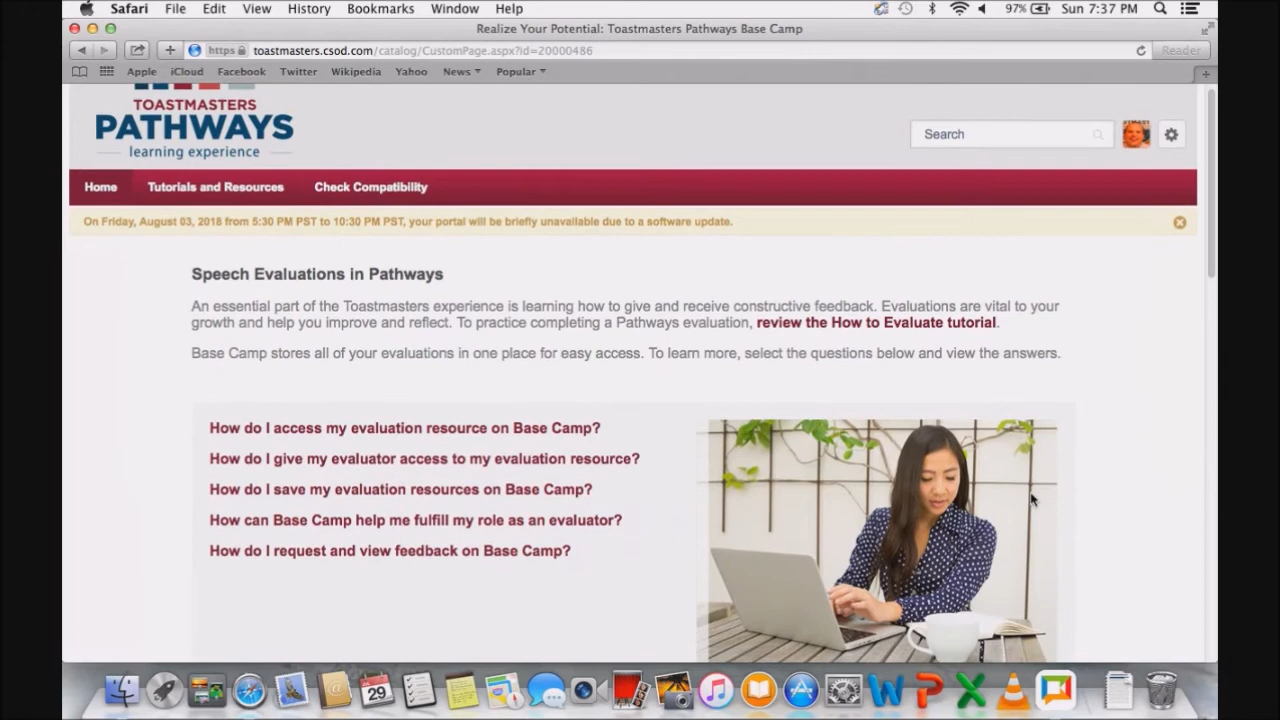 Safari File Edit View History Bookmarks Window Help 97% Sun 7:37 PM
Realize Your Potential: Toastmasters Pathways Base Camp
https toastmasters.csod.com/catalog/CustomPage.aspx?id=20000486 Reader
Apple iCloud Facebook Twitter Wikipedia Yahoo News Popular
TOASTMASTERS
PATHWAYS
learning experience
Search
Home Tutorials and Resources Check Compatibility
On Friday, August 03, 2018 from 5:30 PM PST to 10:30 PM PST, your portal will be briefly unavailable due to a software update.
Speech Evaluations in Pathways
An essential part of the Toastmasters experience is learning how to give and receive constructive feedback. Evaluations are vital to your
growth and help you improve and reflect. To practice completing a Pathways evaluation, review the How to Evaluate tutorial.
Base Camp stores all of your evaluations in one place for easy access. To learn more, select the questions below and view the answers.
How do I access my evaluation resource on Base Camp?
How do I give my evaluator access to my evaluation resource?
How do I save my evaluation resources on Base Camp?
How can Base Camp help me fulfill my role as an evaluator?
How do I request and view feedback on Base Camp?
29